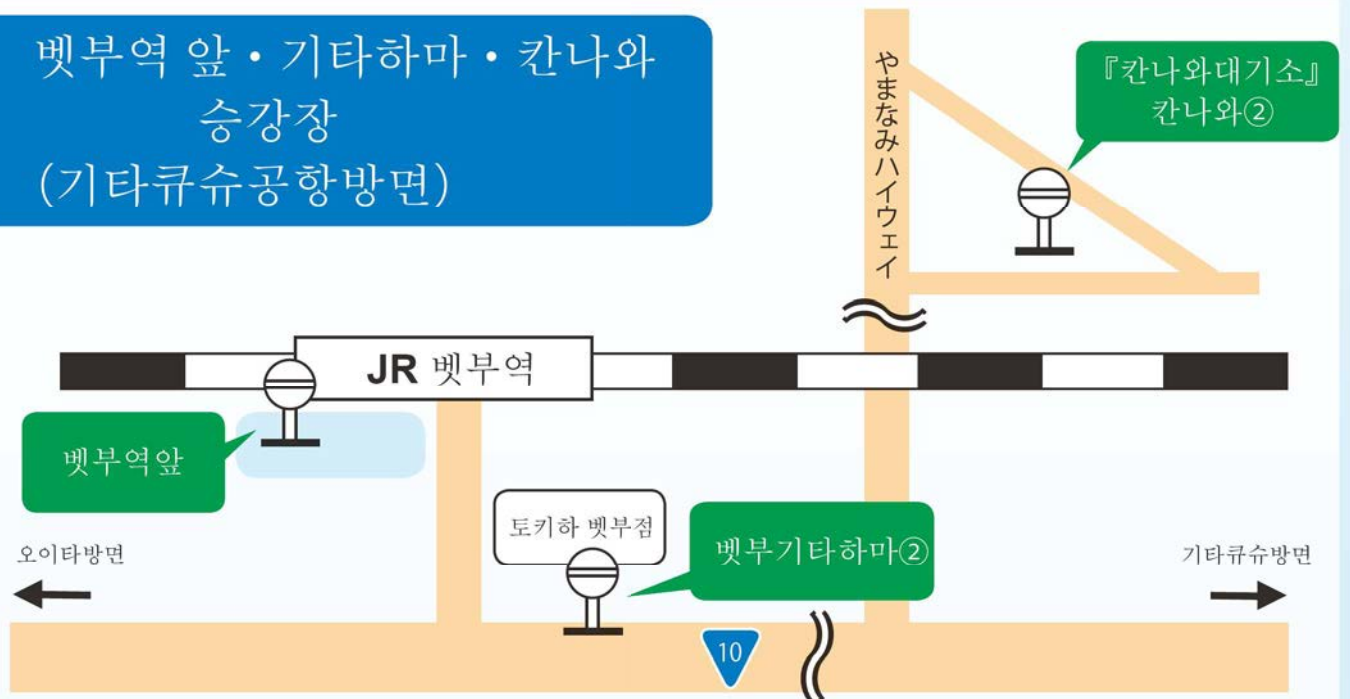 벳부역 앞・기타하마・칸나와
승강장
(기타큐슈공항방면)
やまなみハイウェイ
『칸나와대기소』
칸나와②
JR 벳부역
벳부역앞
토키하 벳부점
벳부기타하마②
오이타방면
기타큐슈방면
10